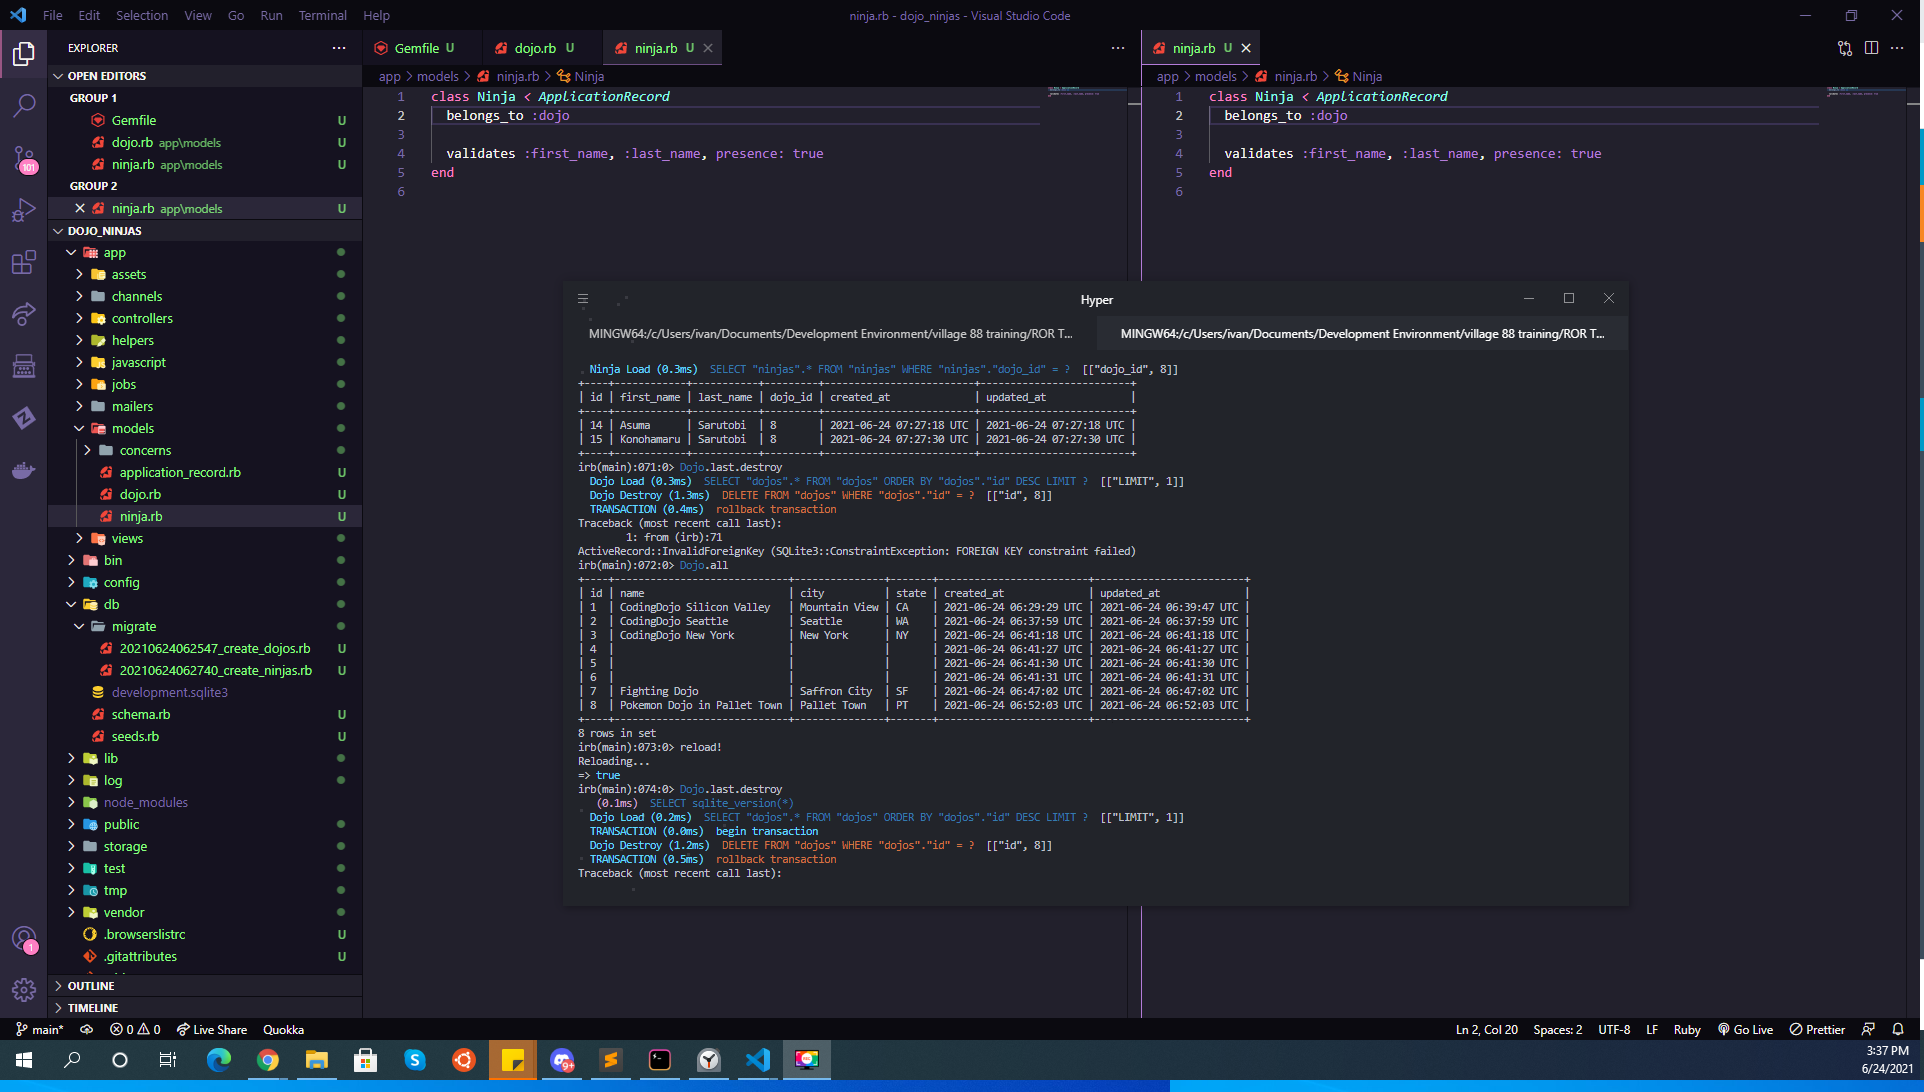 File Edit Selection View Go Run Terminal Help
ninja.rb - dojo_ninjas - Visual Studio Code
EXPLORER
OPEN EDITORS
GROUP 1
Gemfile U
dojo.rb app\models U
ninja.rb app\models U
GROUP 2
ninja.rb app\models U
DOJO_NINJAS
app
assets
channels
controllers
helpers
javascript
jobs
mailers
models
concerns
application_record.rb U
dojo.rb U
ninja.rb U
views
bin
config
db
migrate
20210624062547_create_dojos.rb U
20210624062740_create_ninjas.rb U
development.sqlite3
schema.rb U
seeds.rb U
lib
log
node_modules
public
storage
test
tmp
vendor
.browserslistrc U
.gitattributes U
OUTLINE
TIMELINE
101
1
Gemfile U dojo.rb U ninja.rb U
app > models > ninja.rb > Ninja
1 class Ninja < ApplicationRecord
2 belongs_to :dojo
3
4 validates :first_name, :last_name, presence: true
5 end
6
ninja.rb U
app > models > ninja.rb > Ninja
1 class Ninja < ApplicationRecord
2 belongs_to :dojo
3
4 validates :first_name, :last_name, presence: true
5 end
6
Hyper
MINGW64:/c/Users/ivan/Documents/Development Environment/village 88 training/ROR T...
MINGW64:/c/Users/ivan/Documents/Development Environment/village 88 training/ROR T...
Ninja Load (0.3ms) SELECT "ninjas".* FROM "ninjas" WHERE "ninjas"."dojo_id" = ? [["dojo_id", 8]]
+----+------------+-----------+---------+-------------------------+-------------------------+
| id | first_name | last_name | dojo_id | created_at | updated_at |
+----+------------+-----------+---------+-------------------------+-------------------------+
| 14 | Asuma | Sarutobi | 8 | 2021-06-24 07:27:18 UTC | 2021-06-24 07:27:18 UTC |
| 15 | Konohamaru | Sarutobi | 8 | 2021-06-24 07:27:30 UTC | 2021-06-24 07:27:30 UTC |
+----+------------+-----------+---------+-------------------------+-------------------------+
irb(main):071:0> Dojo.last.destroy
Dojo Load (0.3ms) SELECT "dojos".* FROM "dojos" ORDER BY "dojos"."id" DESC LIMIT ? [["LIMIT", 1]]
Dojo Destroy (1.3ms) DELETE FROM "dojos" WHERE "dojos"."id" = ? [["id", 8]]
TRANSACTION (0.4ms) rollback transaction
Traceback (most recent call last):
1: from (irb):71
ActiveRecord::InvalidForeignKey (SQLite3::ConstraintException: FOREIGN KEY constraint failed)
irb(main):072:0> Dojo.all
+----+----------------------------+---------------+-------+-------------------------+-------------------------+
| id | name | city | state | created_at | updated_at |
| 1 | CodingDojo Silicon Valley | Mountain View | CA | 2021-06-24 06:29:29 UTC | 2021-06-24 06:39:47 UTC |
| 2 | CodingDojo Seattle | Seattle | WA | 2021-06-24 06:37:59 UTC | 2021-06-24 06:37:59 UTC |
| 3 | CodingDojo New York | New York | NY | 2021-06-24 06:41:18 UTC | 2021-06-24 06:41:18 UTC |
| 4 | | | | 2021-06-24 06:41:27 UTC | 2021-06-24 06:41:27 UTC |
| 5 | | | | 2021-06-24 06:41:30 UTC | 2021-06-24 06:41:30 UTC |
| 6 | | | | 2021-06-24 06:41:31 UTC | 2021-06-24 06:41:31 UTC |
| 7 | Fighting Dojo | Saffron City | SF | 2021-06-24 06:47:02 UTC | 2021-06-24 06:47:02 UTC |
| 8 | Pokemon Dojo in Pallet Town | Pallet Town | PT | 2021-06-24 06:52:03 UTC | 2021-06-24 06:52:03 UTC |
+----+----------------------------+---------------+-------+-------------------------+-------------------------+
8 rows in set
irb(main):073:0> reload!
Reloading...
=> true
irb(main):074:0> Dojo.last.destroy
(0.1ms) SELECT sqlite_version(*)
Dojo Load (0.2ms) SELECT "dojos".* FROM "dojos" ORDER BY "dojos"."id" DESC LIMIT ? [["LIMIT", 1]]
TRANSACTION (0.0ms) begin transaction
Dojo Destroy (1.2ms) DELETE FROM "dojos" WHERE "dojos"."id" = ? [["id", 8]]
TRANSACTION (0.5ms) rollback transaction
Traceback (most recent call last):
main* 0 0 Live Share Quokka
Ln 2, Col 20 Spaces: 2 UTF-8 LF Ruby Go Live Prettier
9+
3:37 PM
6/24/2021